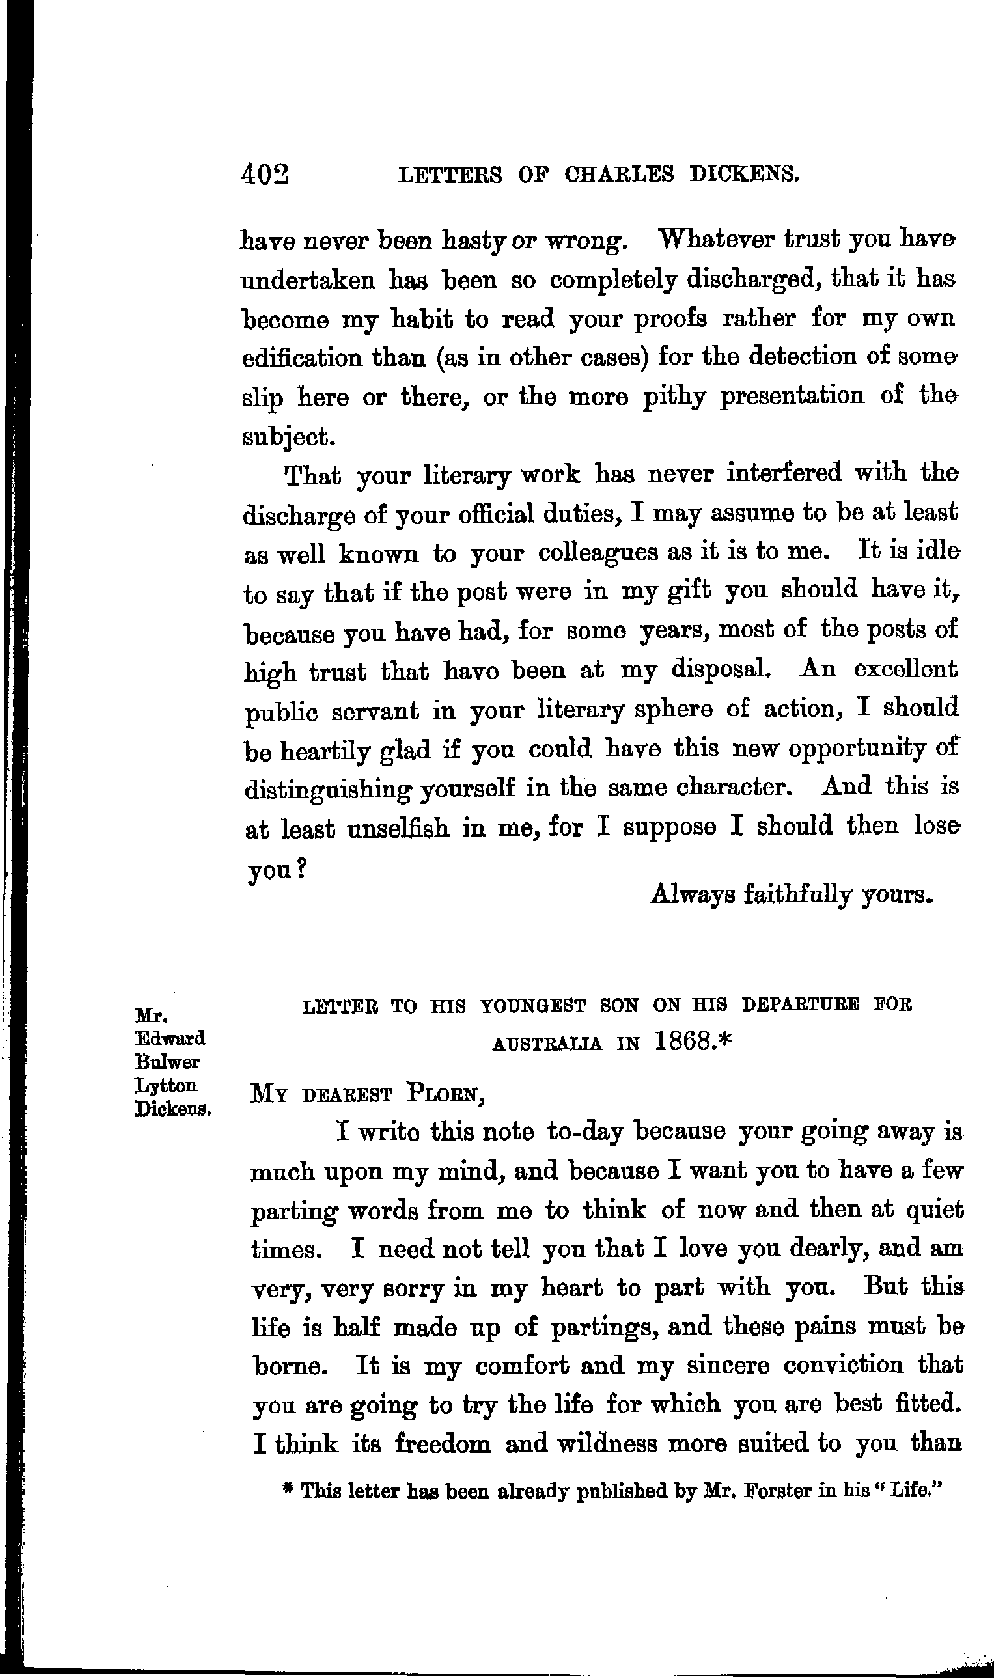 402 LETTERS OF CHARLES DICKENS.
have never been hasty or wrong. Whatever trust you have
undertaken has been so completely discharged, that it has
become my habit to read your proofs rather for my own
edification than (as in other cases) for the detection of some
slip here or there, or the more pithy presentation of the
subject.
That your literary work has never interfered with the
discharge of your official duties, I may assume to be at least
as well known to your colleagues as it is to me. It is idle
to say that if the post were in my gift you should have it,
because you have had, for some years, most of the posts of
high trust that have been at my disposal. An excellent
public servant in your literary sphere of action, I should
be heartily glad if you could have this new opportunity of
distinguishing yourself in the same character. And this is
at least unselfish in me, for I suppose I should then lose
you?
Always faithfully yours.
Mr.
Edward
Bulwer
Lytton
Dickens.
LETTER TO HIS YOUNGEST SON ON HIS DEPARTURE FOR
AUSTRALIA IN 1868.*
MY DEAREST PLORN,
I write this note to-day because your going away is
much upon my mind, and because I want you to have a few
parting words from me to think of now and then at quiet
times. I need not tell you that I love you dearly, and am
very, very sorry in my heart to part with you. But this
life is half made up of partings, and these pains must be
borne. It is my comfort and my sincere conviction that
you are going to try the life for which you are best fitted.
I think its freedom and wildness more suited to you than
* This letter has been already published by Mr. Forster in his "Life."